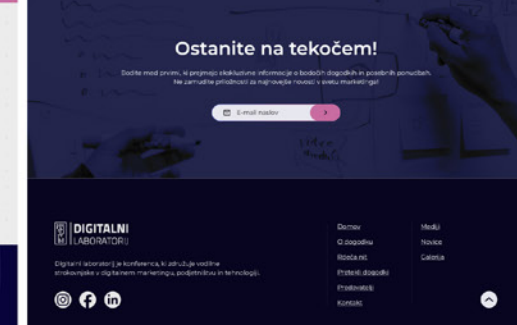 Ostanite na tekočem!
Bodite med prvimi, ki prejmejo ekskluzivne informacije o bodočih dogodkih in posebnih ponudbah.
Ne zamudite priložnosti za najnovejše novosti v svetu marketinga!
E-mail naslov
DIGITALNI
LABORATORIJ
Digitalni laboratorij je konferenca, ki združuje vodilne
strokovnjake v digitalnem marketingu, podjetništvu in tehnologiji.
Domov
O dogodku
Rdeča nit
Pretekli dogodki
Predavatelji
Kontakt
Mediji
Novice
Galerija